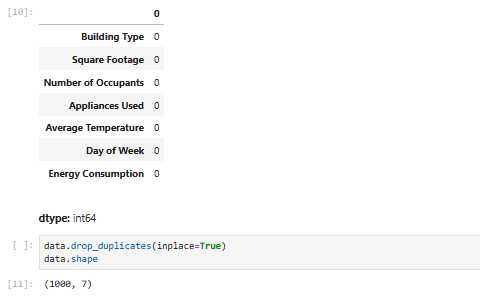 [10]:
0
Building Type 0
Square Footage 0
Number of Occupants 0
Appliances Used 0
Average Temperature 0
Day of Week 0
Energy Consumption 0
dtype: int64
[ ]: data.drop_duplicates(inplace=True)
data.shape
[11]: (1000, 7)